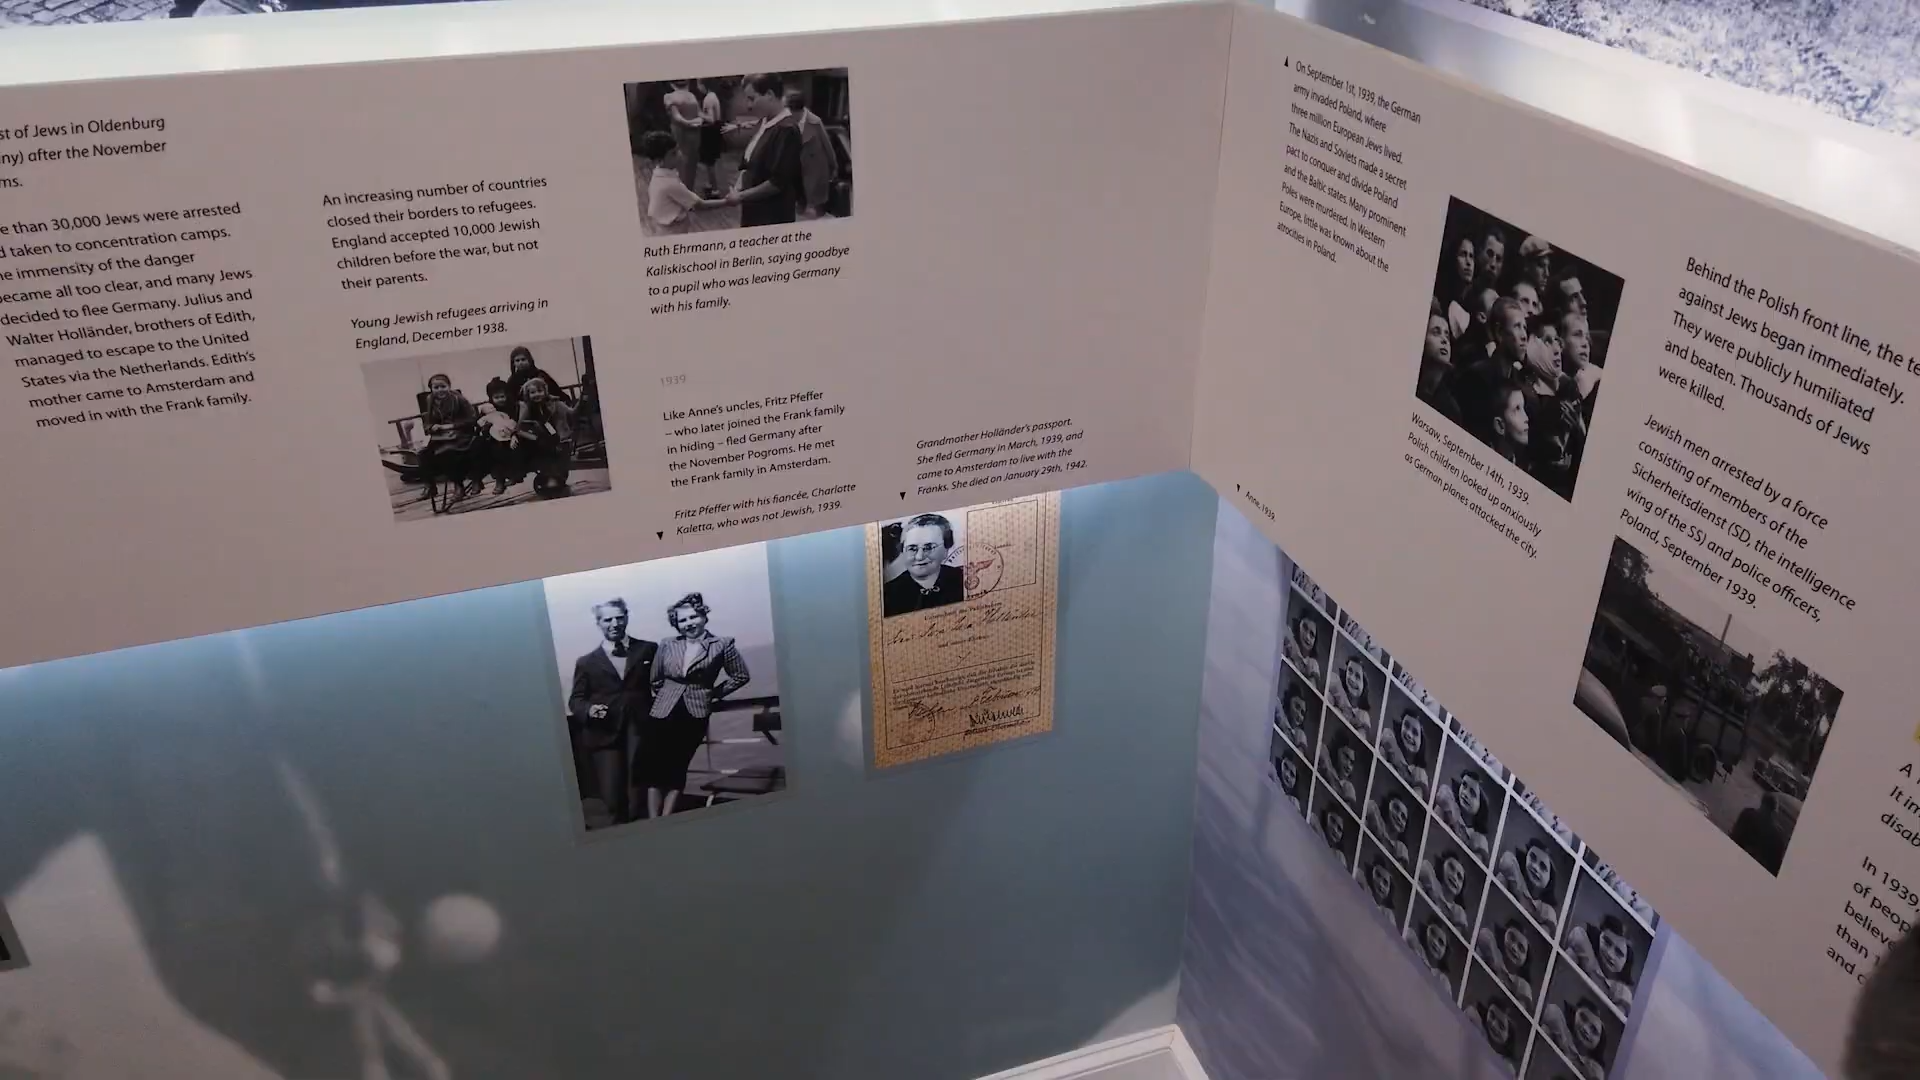 st of Jews in Oldenburg
ny) after the November
ms.
e than 30,000 Jews were arrested
d taken to concentration camps.
he immensity of the danger
became all too clear, and many Jews
decided to flee Germany. Julius and
Walter Holländer, brothers of Edith,
managed to escape to the United
States via the Netherlands. Edith's
mother came to Amsterdam and
moved in with the Frank family.
An increasing number of countries
closed their borders to refugees.
England accepted 10,000 Jewish
children before the war, but not
their parents.
Young Jewish refugees arriving in
England, December 1938.
Ruth Ehrmann, a teacher at the
Kaliskischool in Berlin, saying goodbye
to a pupil who was leaving Germany
with his family.
1939
Like Anne's uncles, Fritz Pfeffer
– who later joined the Frank family
in hiding – fled Germany after
the November Pogroms. He met
the Frank family in Amsterdam.
Fritz Pfeffer with his fiancée, Charlotte
Kaletta, who was not Jewish, 1939.
Grandmother Holländer's passport.
She fled Germany in March, 1939, and
came to Amsterdam to live with the
Franks. She died on January 29th, 1942.
On September 1st, 1939, the German
army invaded Poland, where
three million European Jews lived.
The Nazis and Soviets made a secret
pact to conquer and divide Poland
and the Baltic states. Many prominent
Poles were murdered. In Western
Europe, little was known about the
atrocities in Poland.
Anne, 1939.
Warsaw, September 14th, 1939.
Polish children looked up anxiously
as German planes attacked the city.
Behind the Polish front line, the te
against Jews began immediately.
They were publicly humiliated
and beaten. Thousands of Jews
were killed.
Jewish men arrested by a force
consisting of members of the
Sicherheitsdienst (SD, the intelligence
wing of the SS) and police officers,
Poland, September 1939.
A
It im
disab
In 1939,
of peop
believe
than 1
and c